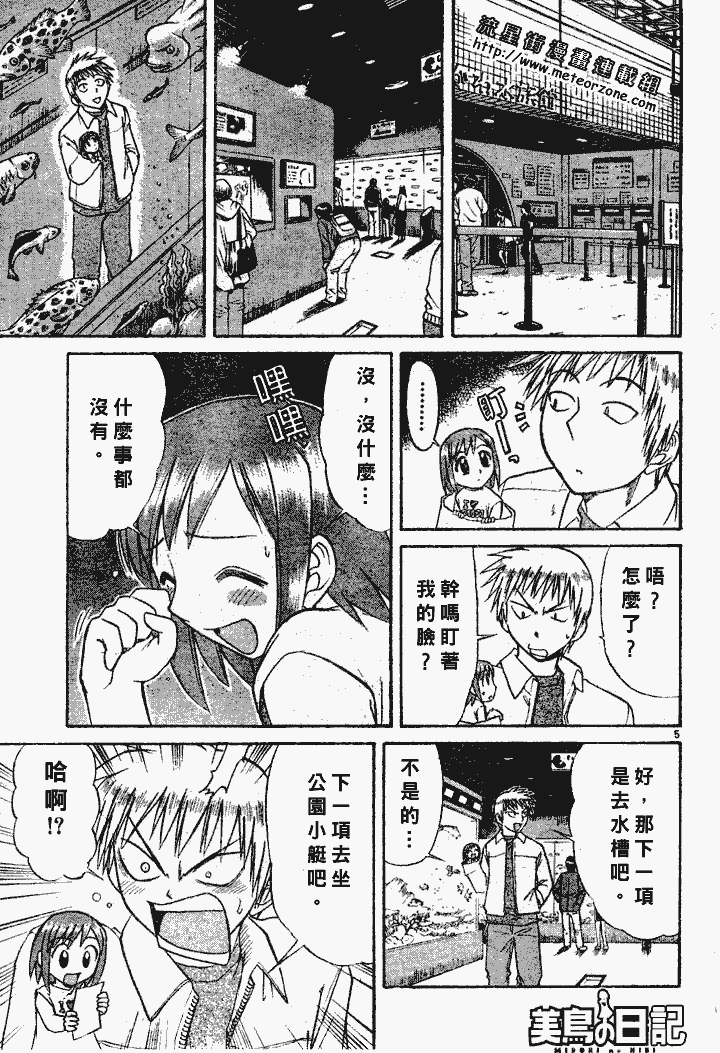 流星街漫畫連載組
http://www.meteorzone.com
………
盯ー
唔？
怎麼了？
幹嗎盯著
我的臉？
沒，沒什麼…
嘿
嘿
什麼事都
沒有。
5
好，那下一項
是去水槽吧。
不是的…
下一項去坐
公園小艇吧。
哈啊!?
美鳥の日記
MIDORI no HIBI